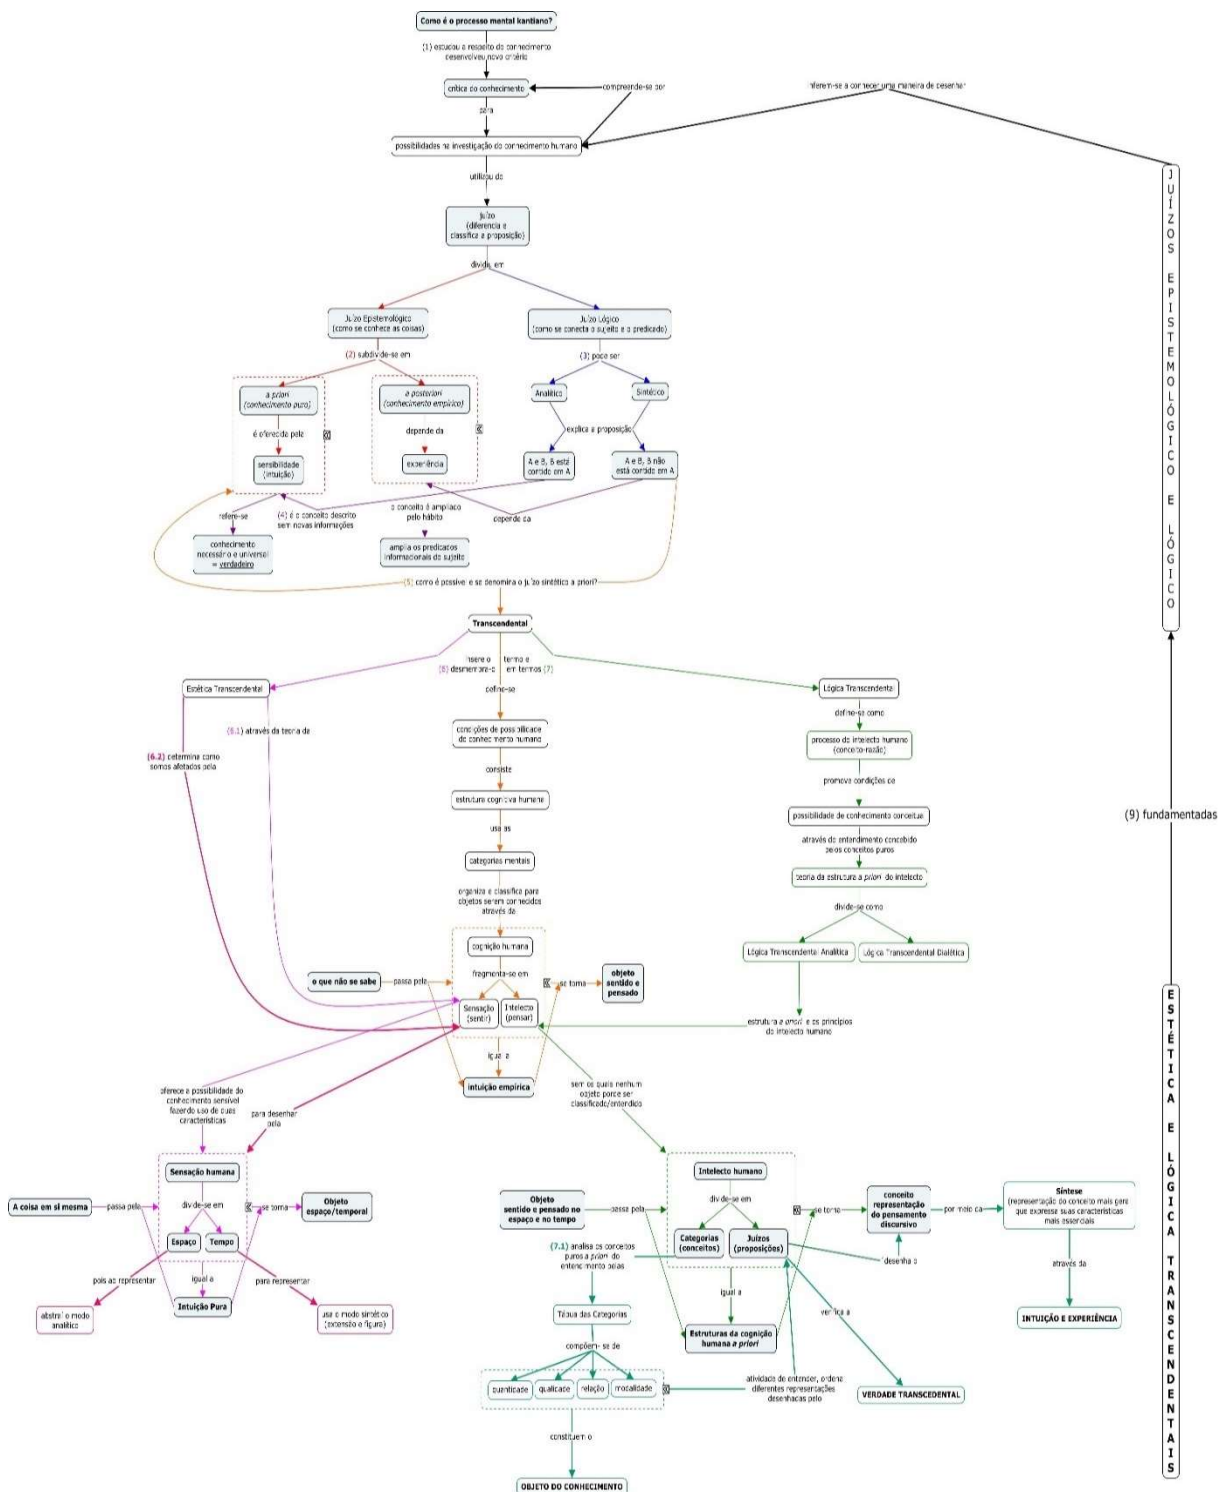 Como é o processo mental kantiano?
(1) estudou a respeito do conhecimento
desenvolveu novo critério
crítica do conhecimento
compreende-se por
inferem-se a conhecer uma maneira de desenhar
para
possibilidades na investigação do conhecimento humano
utilizou do
juízo
(diferencia e
classifica a proposição)
divide em
Juízo Epistemológico
(como se conhece as coisas)
Juízo Lógico
(como se conecta o sujeito e o predicado)
(2) subdivide-se em
(3) pode ser
a priori
(conhecimento puro)
a posteriori
(conhecimento empírico)
Analítico
Sintético
é oferecida pela
depende da
explica a proposição
sensibilidade
(intuição)
experiência
A e B, B está
contido em A
A e B, B não
está contido em A
refere-se
(4) é o conceito descrito
sem novas informações
o conceito é ampliado
pelo hábito
depende da
conhecimento
necessário e universal
= verdadeiro
amplia os predicados
informacionais do sujeito
(5) como é possível e se denomina o juízo sintético a priori?
Transcendental
insere o termo e
(6) desmembra-o em termos (7)
Estética Transcendental
define-se
Lógica Transcendental
(6.1) através da teoria da
define-se como
condições de possibilidade
do conhecimento humano
processo do intelecto humano
(conceito-razão)
(6.2) determina como
somos afetados pela
consiste
promove condições de
estrutura cognitiva humana
possibilidade de conhecimento conceitual
usa as
através do entendimento concebido
pelos conceitos puros
categorias mentais
teoria da estrutura a priori do intelecto
organiza e classifica para
objetos serem conhecidos
através da
divide-se como
cognição humana
Lógica Transcendental Analítica
Lógica Transcendental Dialética
fragmenta-se em
o que não se sabe
passa pela
se torna
objeto
sentido e
pensado
Sensação
(sentir)
Intelecto
(pensar)
estrutura a priori e os princípios
do intelecto humano
igual a
intuição empírica
oferece a possibilidade do
conhecimento sensível
fazendo uso de duas
características
para desenhar
pela
sem os quais nenhum
objeto pode ser
classificado/entendido
Sensação humana
A coisa em si mesma
passa pela
divide-se em
se torna
Objeto
espaço/temporal
Espaço
Tempo
pois ao representar
igual a
para representar
Intuição Pura
abstraí o modo
analítico
usa o modo sintético
(extensão e figura)
Intelecto humano
Objeto
sentido e pensado no
espaço e no tempo
passa pela
divide-se em
se torna
conceito
representação
do pensamento
discursivo
por meio da
Síntese
(representação do conceito mais geral
que expresse suas características
mais essenciais
Categorias
(conceitos)
Juízos
(proposições)
desenha o
(7.1) analisa os conceitos
puros a priori do
entendimento pelas
através da
igual a
verifica a
Tábua das Categorias
Estruturas da cognição
humana a priori
INTUIÇÃO E EXPERIÊNCIA
compõem- se de
quantidade
qualidade
relação
modalidade
atividade de entender, ordena
diferentes representações
desenhadas pelo
VERDADE TRANSCEDENTAL
constituem o
OBJETO DO CONHECIMENTO
JUÍZOS EPISTEMOLÓGICO E LÓGICO
(9) fundamentadas
ESTÉTICA E LÓGICA TRANSCENDENTAIS